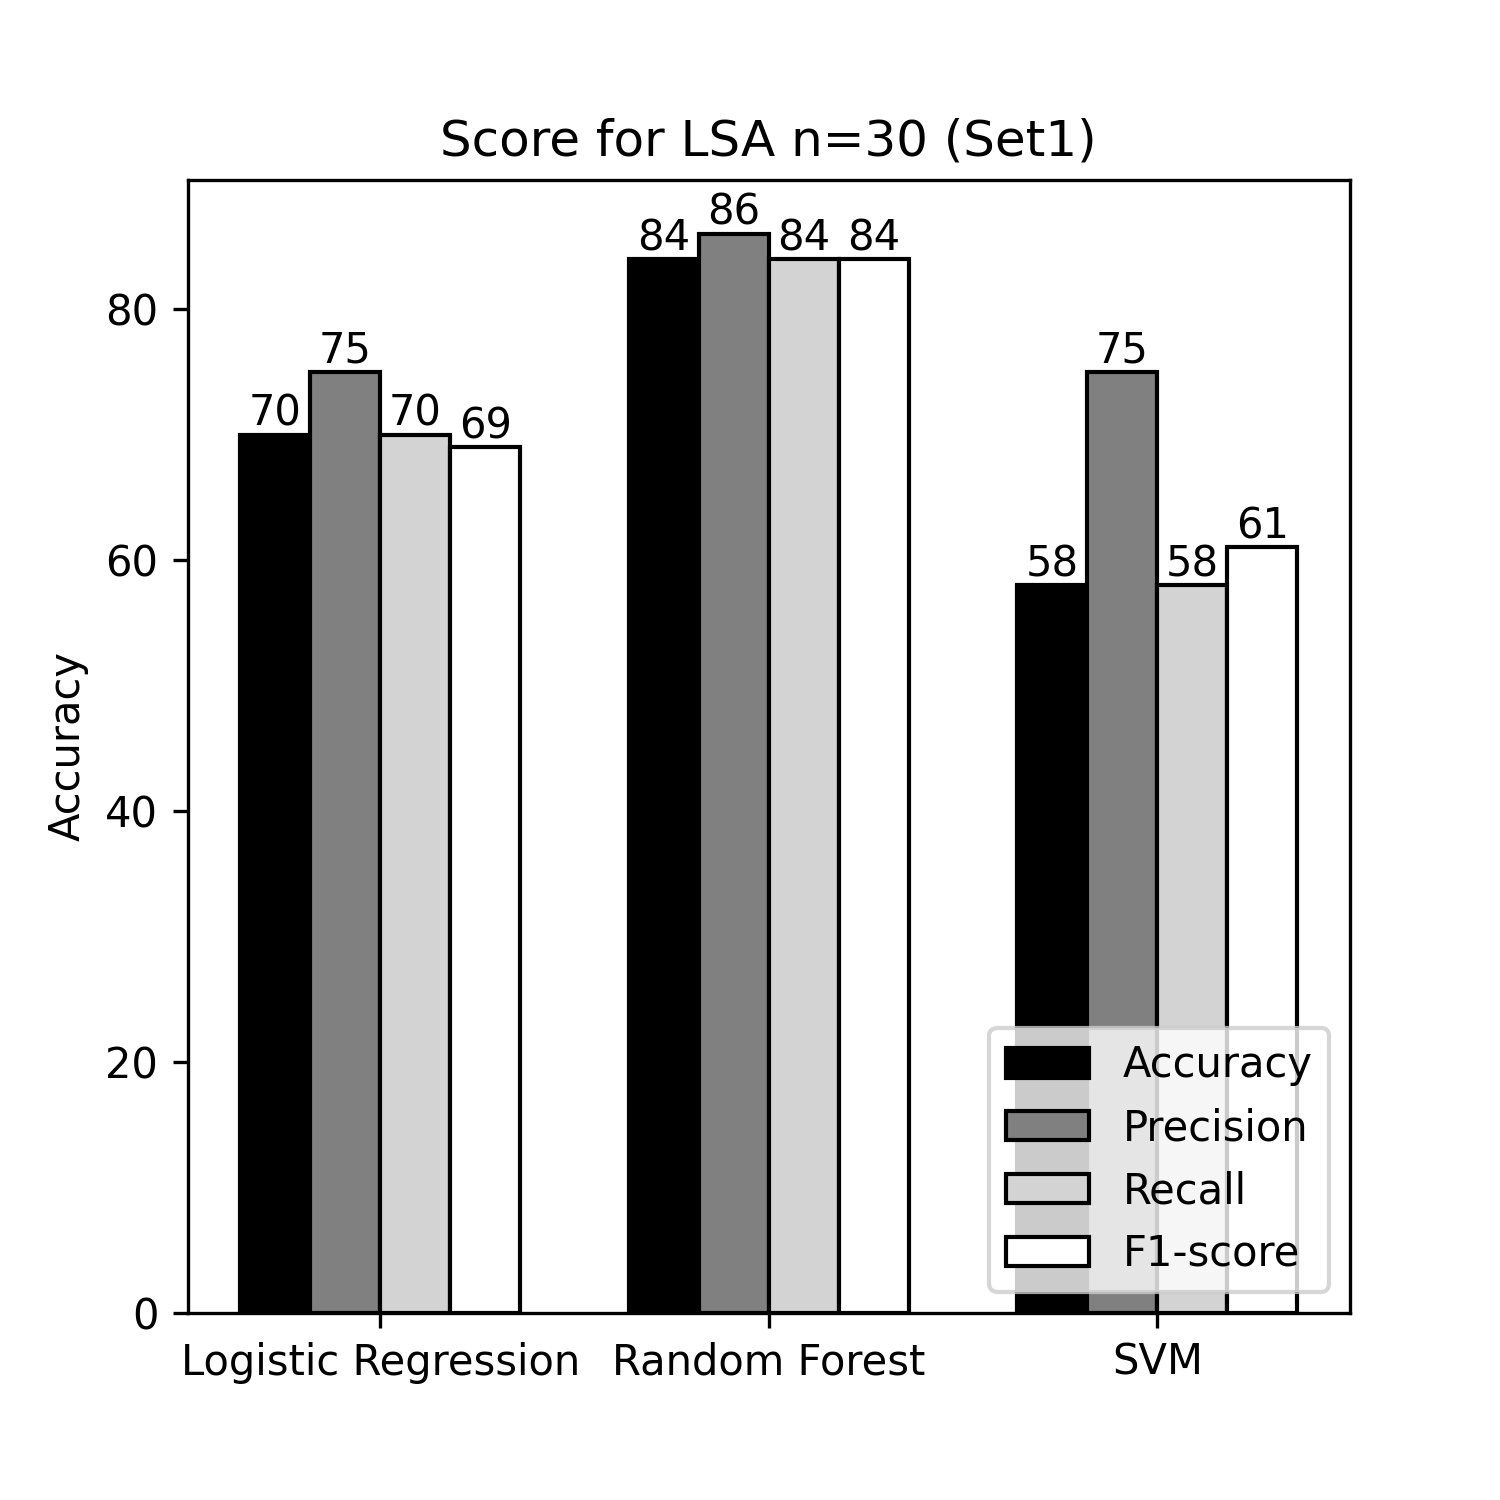 Score for LSA n=30 (Set1)
Accuracy
80
60
40
20
0
70
75
70
69
84
86
84
84
58
75
58
61
Accuracy
Precision
Recall
F1-score
Logistic Regression
Random Forest
SVM